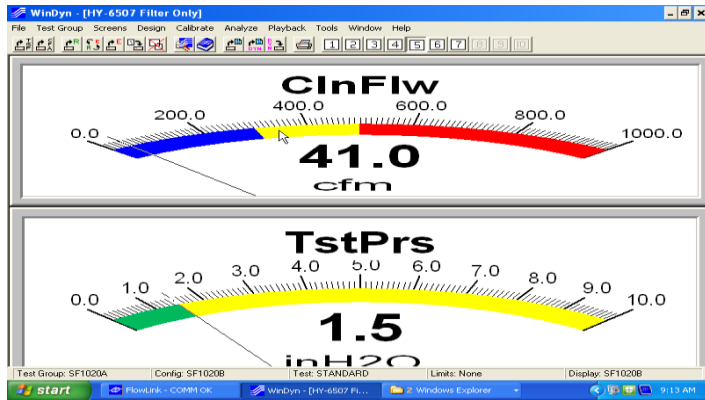 WinDyn - [HY-6507 Filter Only]
File Test Group Screens Design Calibrate Analyze Playback Tools Window Help
1 2 3 4 5 6 7 8 9 10
ClnFlw
0.0 200.0 400.0 600.0 800.0 1000.0
41.0
cfm
TstPrs
0.0 1.0 2.0 3.0 4.0 5.0 6.0 7.0 8.0 9.0 10.0
1.5
inH2O
Test Group: SF1020A Config: SF1020B Test: STANDARD Limits: None Display: SF1020B
start FlowLink - COMM OK WinDyn - [HY-6507 Fi... 2 Windows Explorer 9:13 AM